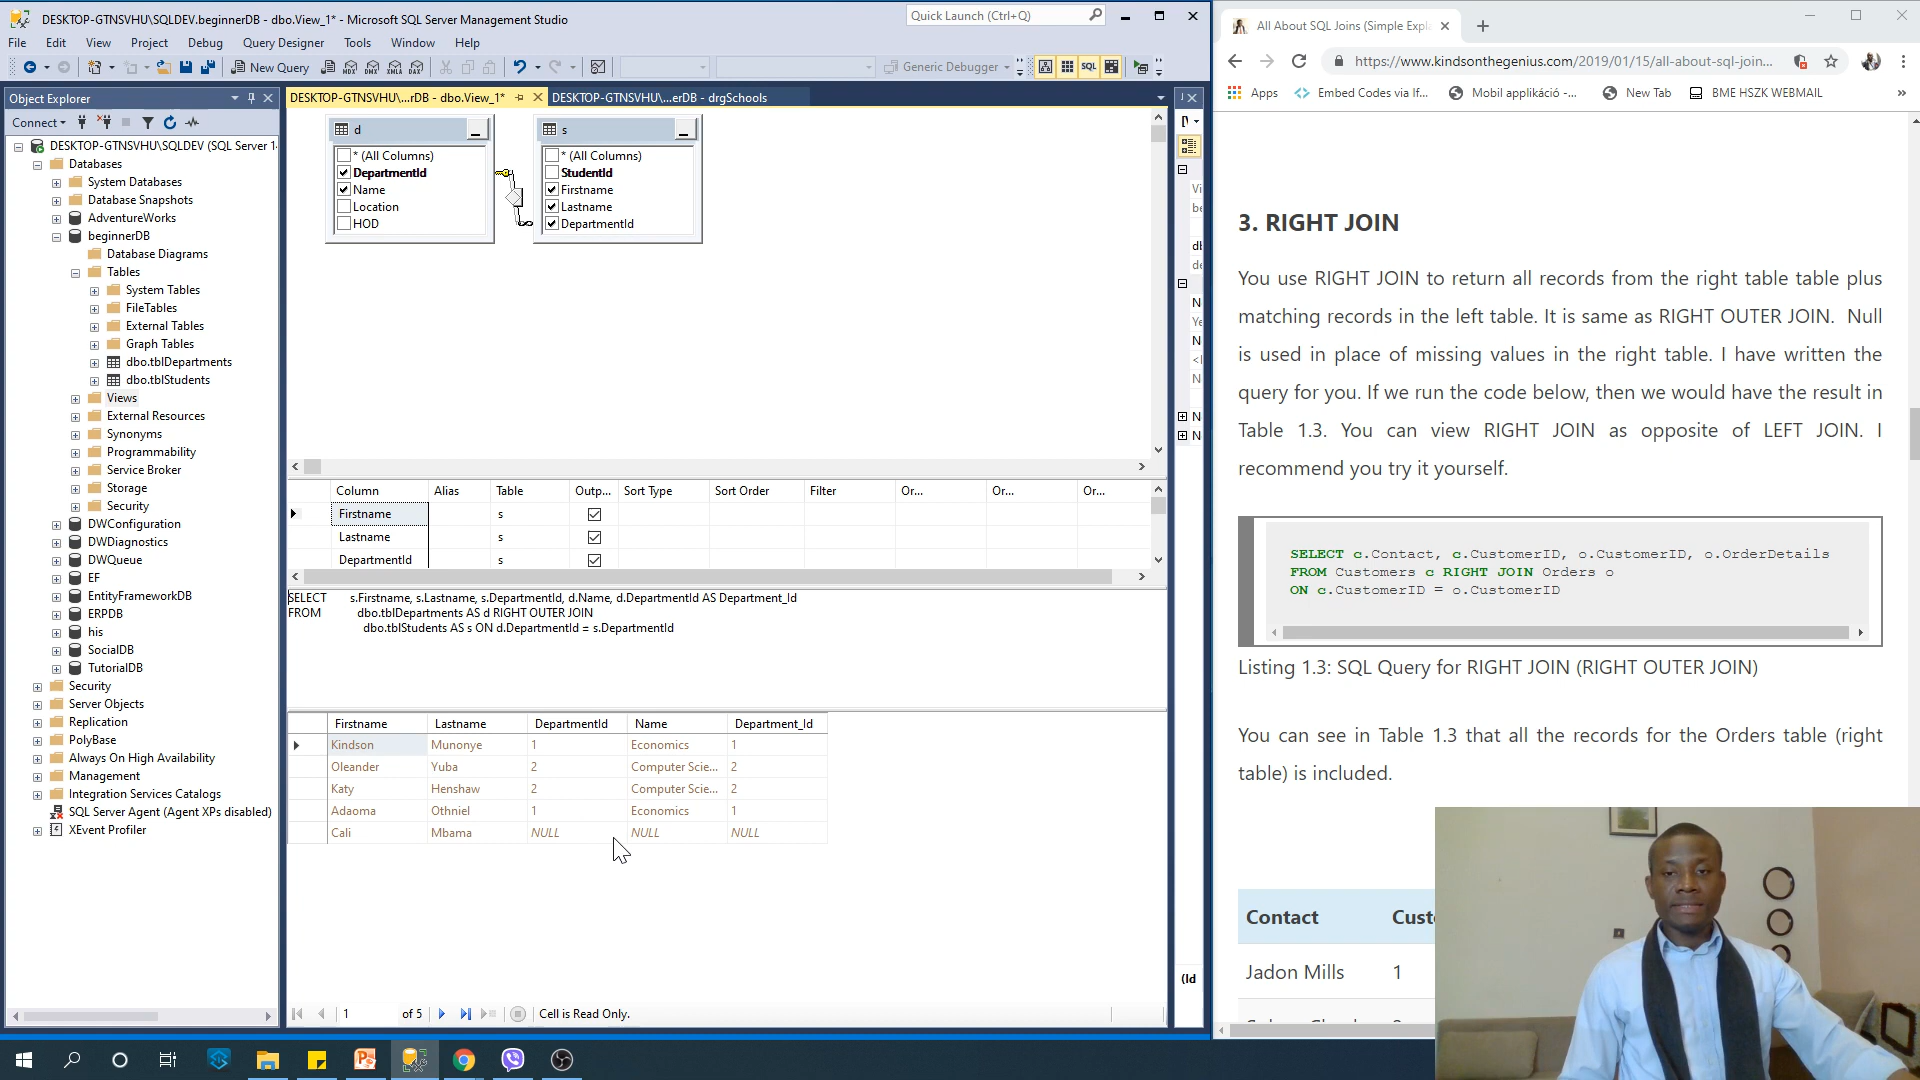 DESKTOP-GTNSVHU\SQLDEV.beginnerDB - dbo.View_1* - Microsoft SQL Server Management Studio
Quick Launch (Ctrl+Q)
File Edit View Project Debug Query Designer Tools Window Help
New Query MDX DMX XMLA DAX Generic Debugger SQL
Object Explorer
Connect
DESKTOP-GTNSVHU\SQLDEV (SQL Server 1
Databases
System Databases
Database Snapshots
AdventureWorks
beginnerDB
Database Diagrams
Tables
System Tables
FileTables
External Tables
Graph Tables
dbo.tblDepartments
dbo.tblStudents
Views
External Resources
Synonyms
Programmability
Service Broker
Storage
Security
DWConfiguration
DWDiagnostics
DWQueue
EF
EntityFrameworkDB
ERPDB
his
SocialDB
TutorialDB
Security
Server Objects
Replication
PolyBase
Always On High Availability
Management
Integration Services Catalogs
SQL Server Agent (Agent XPs disabled)
XEvent Profiler
DESKTOP-GTNSVHU\...rDB - dbo.View_1* DESKTOP-GTNSVHU\...erDB - drgSchools
d
* (All Columns)
DepartmentId
Name
Location
HOD
s
* (All Columns)
StudentId
Firstname
Lastname
DepartmentId
Column Alias Table Outp... Sort Type Sort Order Filter Or... Or... Or...
Firstname s
Lastname s
DepartmentId s
SELECT s.Firstname, s.Lastname, s.DepartmentId, d.Name, d.DepartmentId AS Department_Id
FROM dbo.tblDepartments AS d RIGHT OUTER JOIN
dbo.tblStudents AS s ON d.DepartmentId = s.DepartmentId
Firstname Lastname DepartmentId Name Department_Id
Kindson Munonye 1 Economics 1
Oleander Yuba 2 Computer Scie... 2
Katy Henshaw 2 Computer Scie... 2
Adaoma Othniel 1 Economics 1
Cali Mbama NULL NULL NULL
1 of 5 Cell is Read Only.
(Id
All About SQL Joins (Simple Expl
https://www.kindsonthegenius.com/2019/01/15/all-about-sql-join...
Apps Embed Codes via If... Mobil applikáció -... New Tab BME HSZK WEBMAIL
3. RIGHT JOIN
You use RIGHT JOIN to return all records from the right table table plus
matching records in the left table. It is same as RIGHT OUTER JOIN. Null
is used in place of missing values in the right table. I have written the
query for you. If we run the code below, then we would have the result in
Table 1.3. You can view RIGHT JOIN as opposite of LEFT JOIN. I
recommend you try it yourself.
SELECT c.Contact, c.CustomerID, o.CustomerID, o.OrderDetails
FROM Customers c RIGHT JOIN Orders o
ON c.CustomerID = o.CustomerID
Listing 1.3: SQL Query for RIGHT JOIN (RIGHT OUTER JOIN)
You can see in Table 1.3 that all the records for the Orders table (right
table) is included.
Contact Cust
Jadon Mills 1